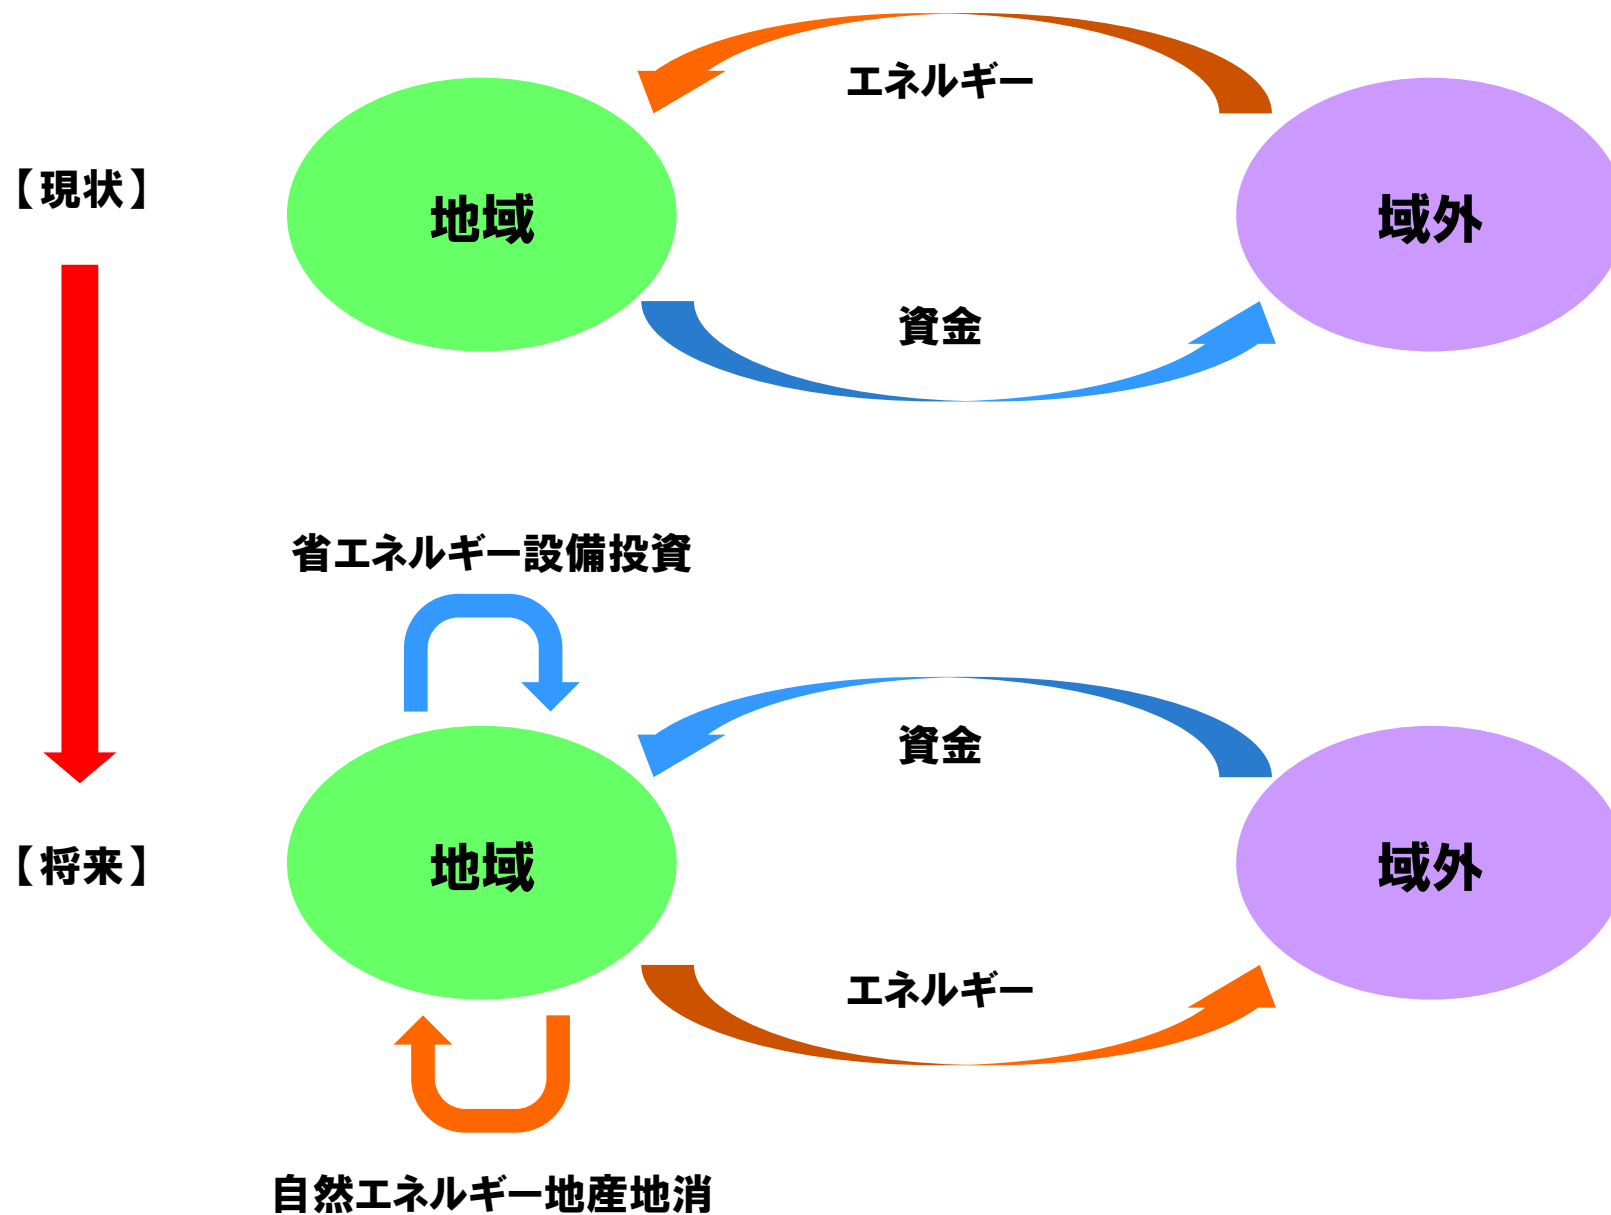 エネルギー
【現状】
地域
域外
資金
省エネルギー設備投資
資金
【将来】
地域
域外
エネルギー
自然エネルギー地産地消